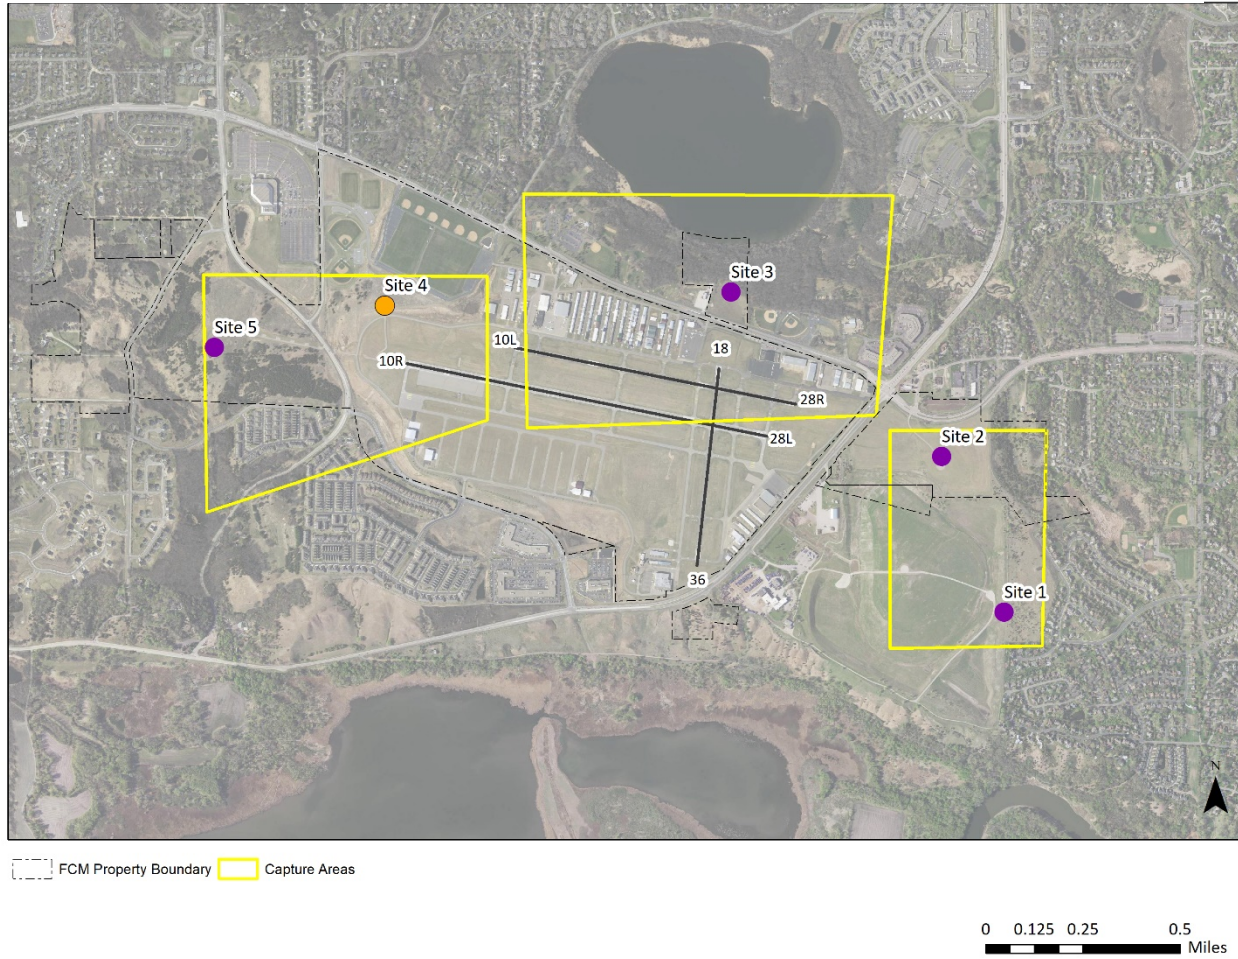 Site 3
Site 4
Site 5
10L
18
10R
28R
28L
Site 2
36
Site 1
N
FCM Property Boundary Capture Areas
0 0.125 0.25 0.5
Miles